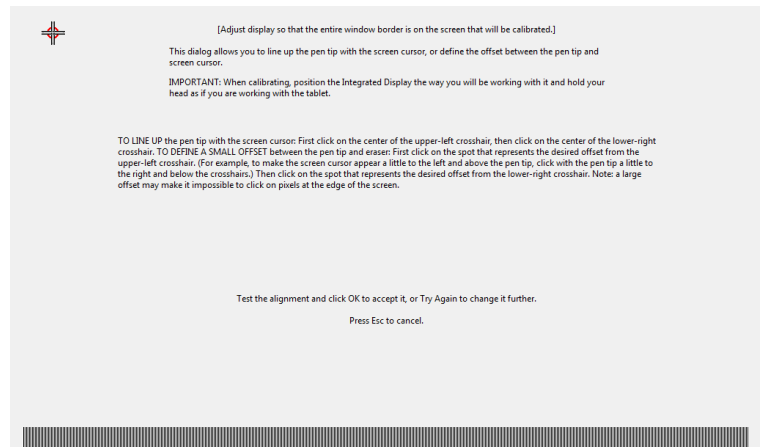 [Adjust display so that the entire window border is on the screen that will be calibrated.]
This dialog allows you to line up the pen tip with the screen cursor, or define the offset between the pen tip and
screen cursor.
IMPORTANT: When calibrating, position the Integrated Display the way you will be working with it and hold your
head as if you are working with the tablet.
TO LINE UP the pen tip with the screen cursor: First click on the center of the upper-left crosshair, then click on the center of the lower-right
crosshair. TO DEFINE A SMALL OFFSET between the pen tip and eraser: First click on the spot that represents the desired offset from the
upper-left crosshair. (For example, to make the screen cursor appear a little to the left and above the pen tip, click with the pen tip a little to
the right and below the crosshairs.) Then click on the spot that represents the desired offset from the lower-right crosshair. Note: a large
offset may make it impossible to click on pixels at the edge of the screen.
Test the alignment and click OK to accept it, or Try Again to change it further.
Press Esc to cancel.